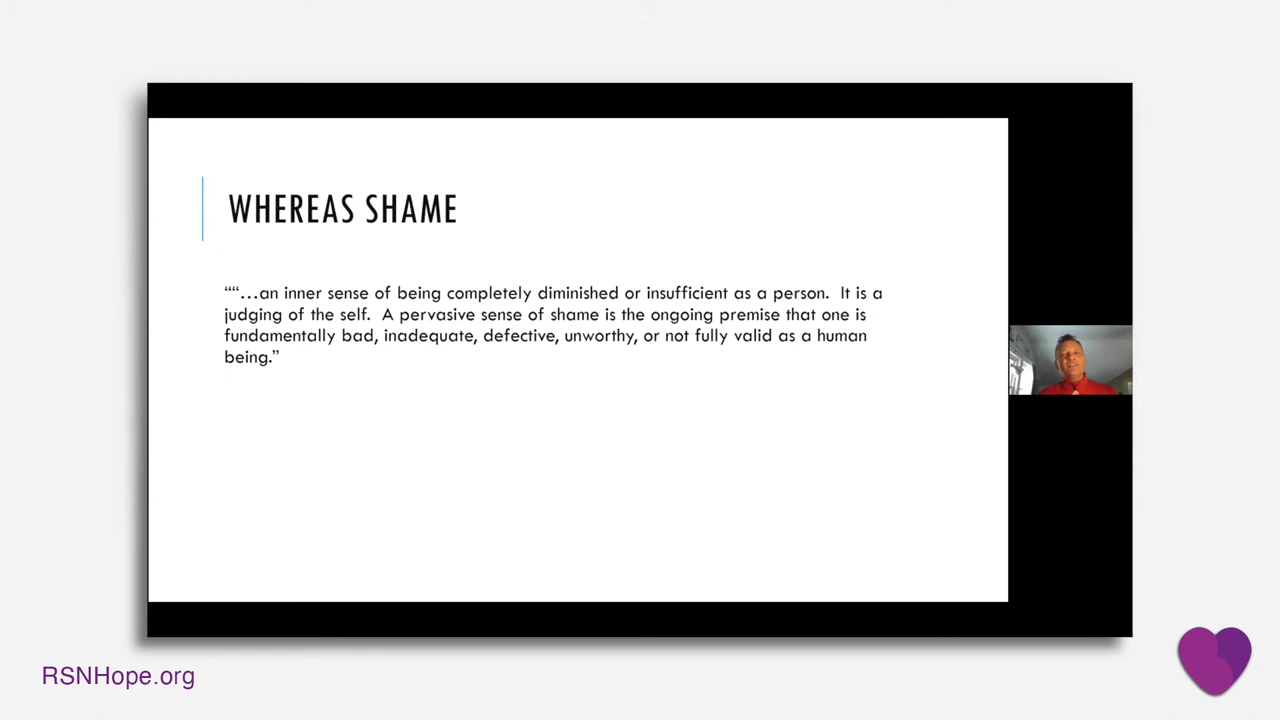 WHEREAS SHAME
““…an inner sense of being completely diminished or insufficient as a person.  It is a
judging of the self.  A pervasive sense of shame is the ongoing premise that one is
fundamentally bad, inadequate, defective, unworthy, or not fully valid as a human
being.”
RSNHope.org